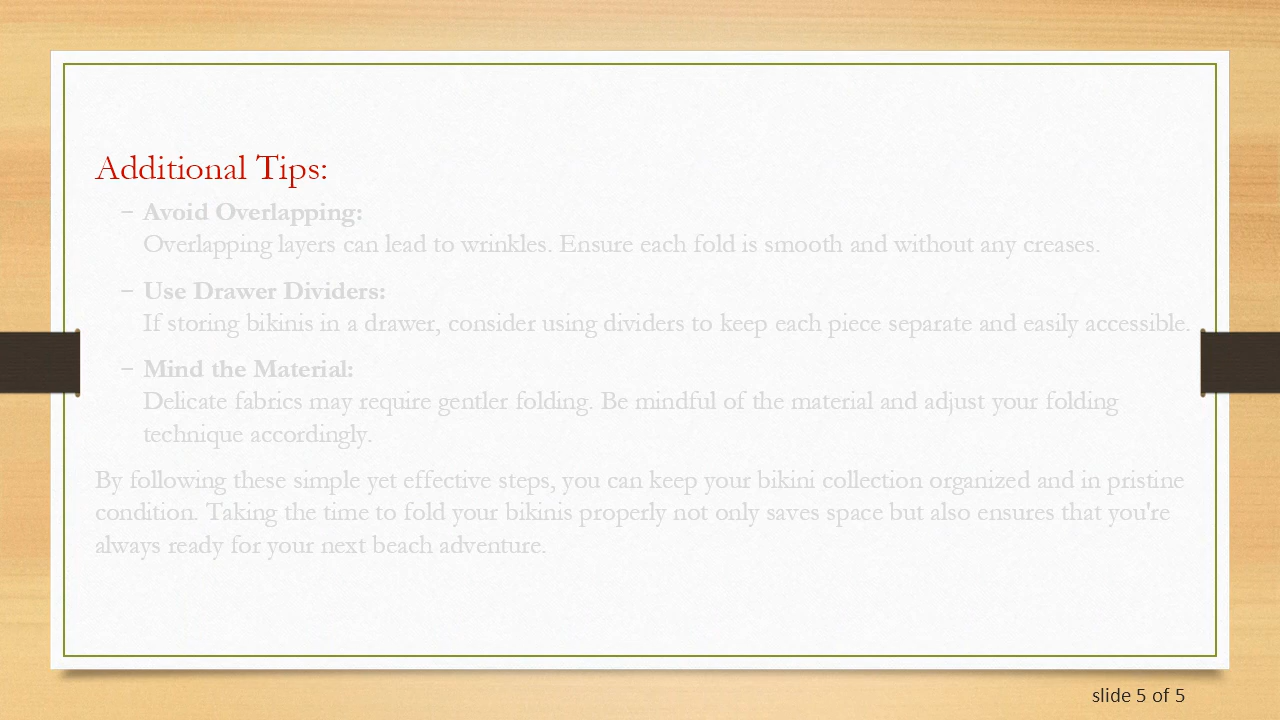 Additional Tips:
– Avoid Overlapping:
Overlapping layers can lead to wrinkles. Ensure each fold is smooth and without any creases.
– Use Drawer Dividers:
If storing bikinis in a drawer, consider using dividers to keep each piece separate and easily accessible.
– Mind the Material:
Delicate fabrics may require gentler folding. Be mindful of the material and adjust your folding
technique accordingly.
By following these simple yet effective steps, you can keep your bikini collection organized and in pristine
condition. Taking the time to fold your bikinis properly not only saves space but also ensures that you're
always ready for your next beach adventure.
slide 5 of 5